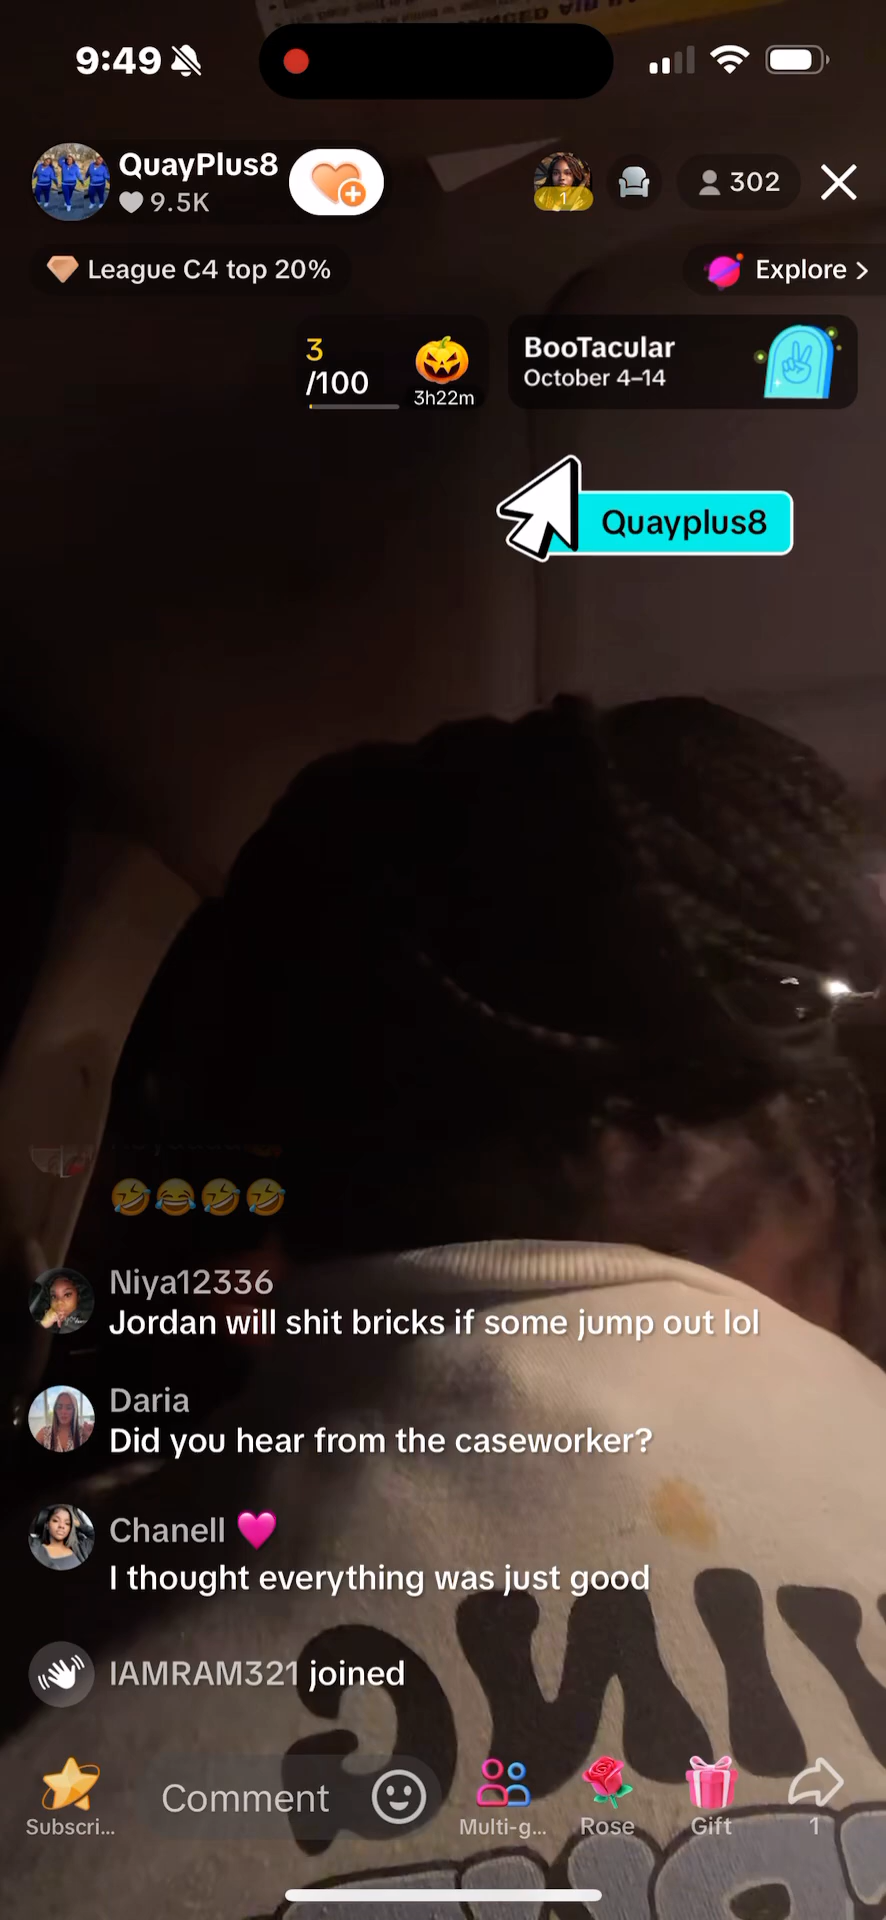 9:49
QuayPlus8
9.5K
1
302
League C4 top 20%
Explore >
3
/100
3h22m
BooTacular
October 4–14
Quayplus8
🤣😂🤣🤣
Niya12336
Jordan will shit bricks if some jump out lol
Daria
Did you hear from the caseworker?
Chanell 💗
I thought everything was just good
IAMRAM321 joined
Subscri...
Comment
Multi-g...
Rose
Gift
1